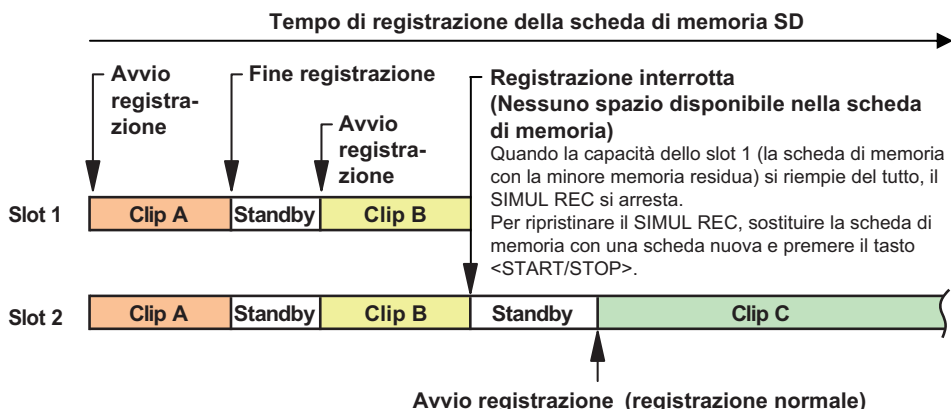 Tempo di registrazione della scheda di memoria SD
Avvio
registra-
zione
Fine registrazione
Avvio
registra-
zione
Registrazione interrotta
(Nessuno spazio disponibile nella scheda
di memoria)
Quando la capacità dello slot 1 (la scheda di memoria
con la minore memoria residua) si riempie del tutto, il
SIMUL REC si arresta.
Per ripristinare il SIMUL REC, sostituire la scheda di
memoria con una scheda nuova e premere il tasto
<START/STOP>.
Slot 1 Clip A Standby Clip B
Slot 2 Clip A Standby Clip B Standby Clip C
Avvio registrazione (registrazione normale)